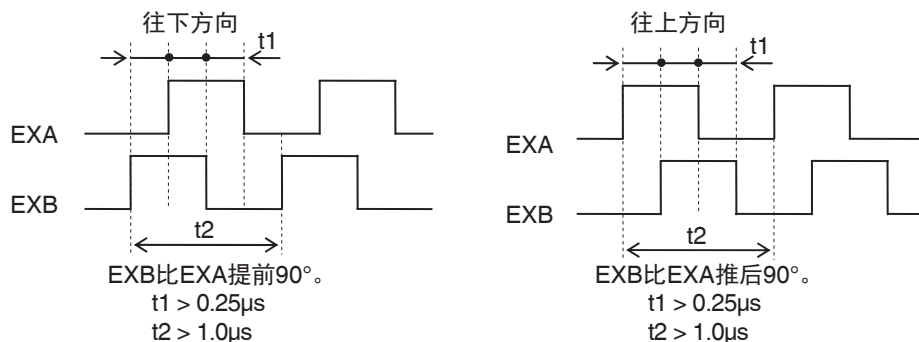 往下方向
t1
EXA
EXB
t2
EXB比EXA提前90°。
t1 > 0.25µs
t2 > 1.0µs
往上方向
t1
EXA
EXB
t2
EXB比EXA推后90°。
t1 > 0.25µs
t2 > 1.0µs